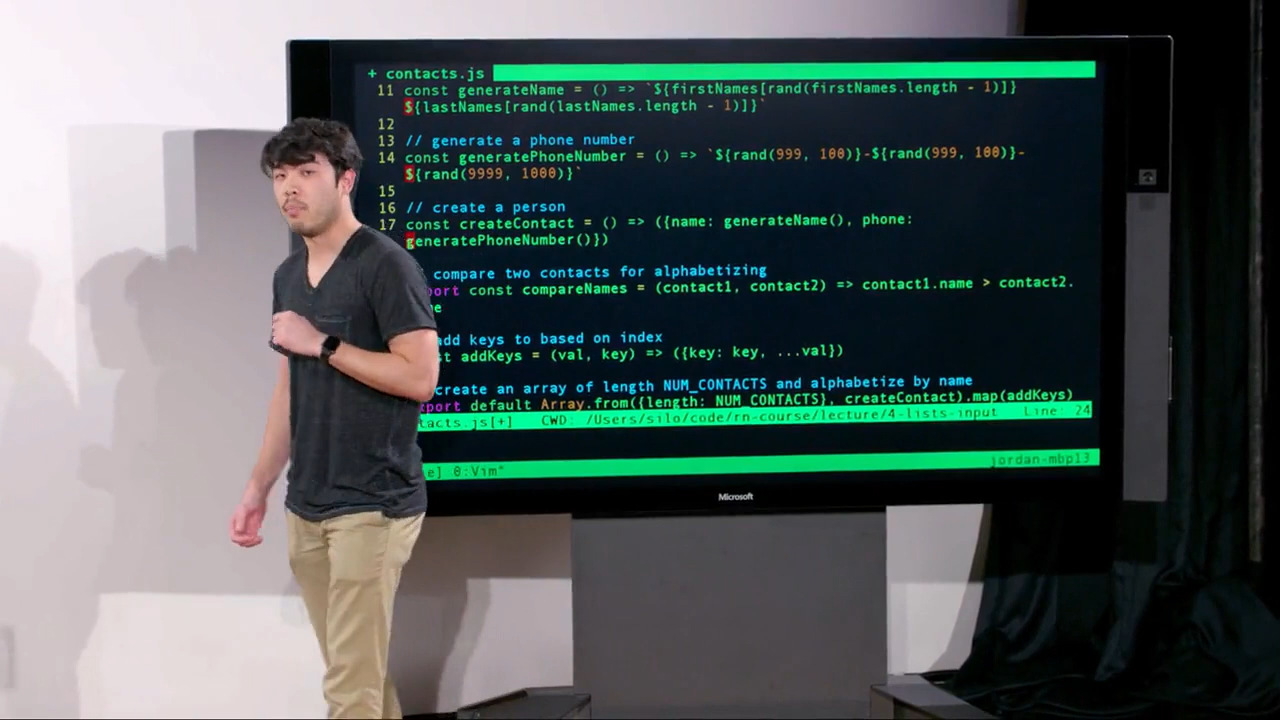 + contacts.js
11 const generateName = () => `${firstNames[rand(firstNames.length - 1)]}
${lastNames[rand(lastNames.length - 1)]}`
12
13 // generate a phone number
14 const generatePhoneNumber = () => `${rand(999, 100)}-${rand(999, 100)}-
${rand(9999, 1000)}`
15
16 // create a person
17 const createContact = () => ({name: generateName(), phone:
generatePhoneNumber()})
compare two contacts for alphabetizing
port const compareNames = (contact1, contact2) => contact1.name > contact2.
me
add keys to based on index
st addKeys = (val, key) => ({key: key, ...val})
create an array of length NUM_CONTACTS and alphabetize by name
port default Array.from({length: NUM_CONTACTS}, createContact).map(addKeys)
tacts.js[+] CWD: /Users/silo/code/rn-course/lecture/4-lists-input Line: 24
e] 0:Vim" jordan-mbp13
Microsoft